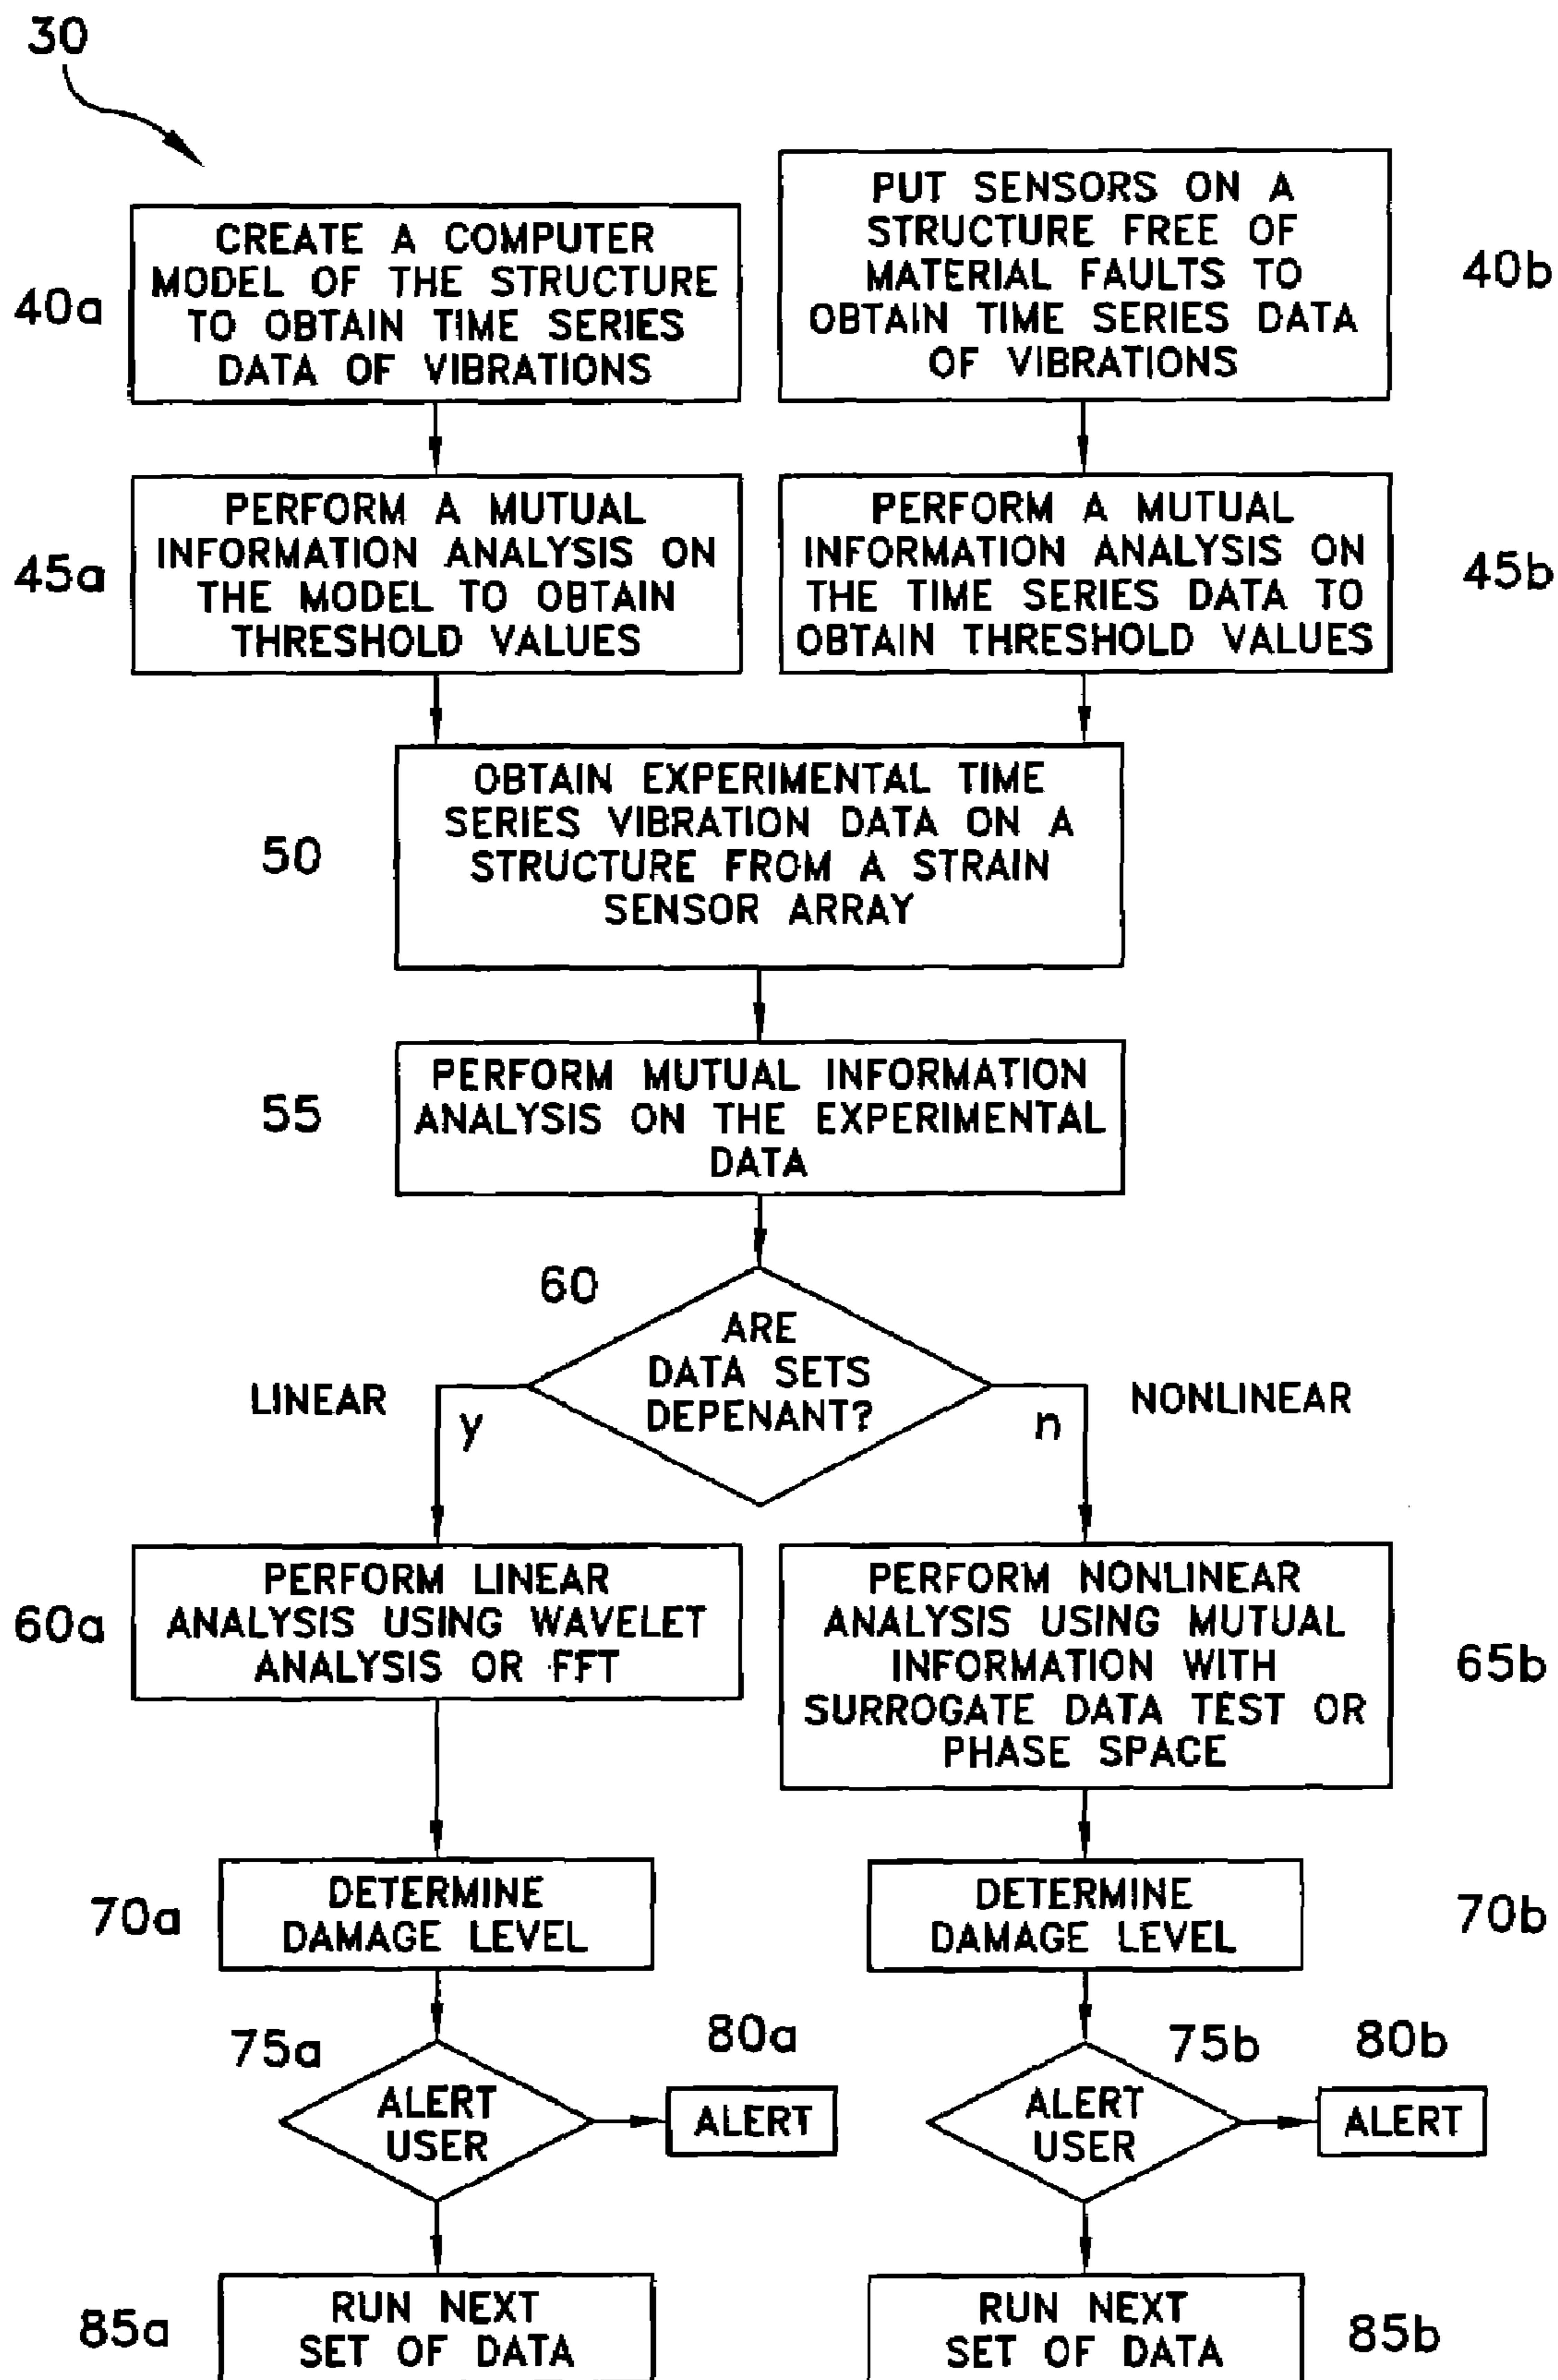 30
CREATE A COMPUTER
MODEL OF THE STRUCTURE
TO OBTAIN TIME SERIES
DATA OF VIBRATIONS
40a
PUT SENSORS ON A
STRUCTURE FREE OF
MATERIAL FAULTS TO
OBTAIN TIME SERIES DATA
OF VIBRATIONS
40b
PERFORM A MUTUAL
INFORMATION ANALYSIS ON
THE MODEL TO OBTAIN
THRESHOLD VALUES
45a
PERFORM A MUTUAL
INFORMATION ANALYSIS ON
THE TIME SERIES DATA TO
OBTAIN THRESHOLD VALUES
45b
OBTAIN EXPERIMENTAL TIME
SERIES VIBRATION DATA ON A
STRUCTURE FROM A STRAIN
SENSOR ARRAY
50
PERFORM MUTUAL INFORMATION
ANALYSIS ON THE EXPERIMENTAL
DATA
55
60
ARE
DATA SETS
DEPENANT?
LINEAR
y
n
NONLINEAR
PERFORM LINEAR
ANALYSIS USING WAVELET
ANALYSIS OR FFT
60a
PERFORM NONLINEAR
ANALYSIS USING MUTUAL
INFORMATION WITH
SURROGATE DATA TEST OR
PHASE SPACE
65b
DETERMINE
DAMAGE LEVEL
70a
DETERMINE
DAMAGE LEVEL
70b
75a
ALERT
USER
80a
ALERT
75b
ALERT
USER
80b
ALERT
RUN NEXT
SET OF DATA
85a
RUN NEXT
SET OF DATA
85b